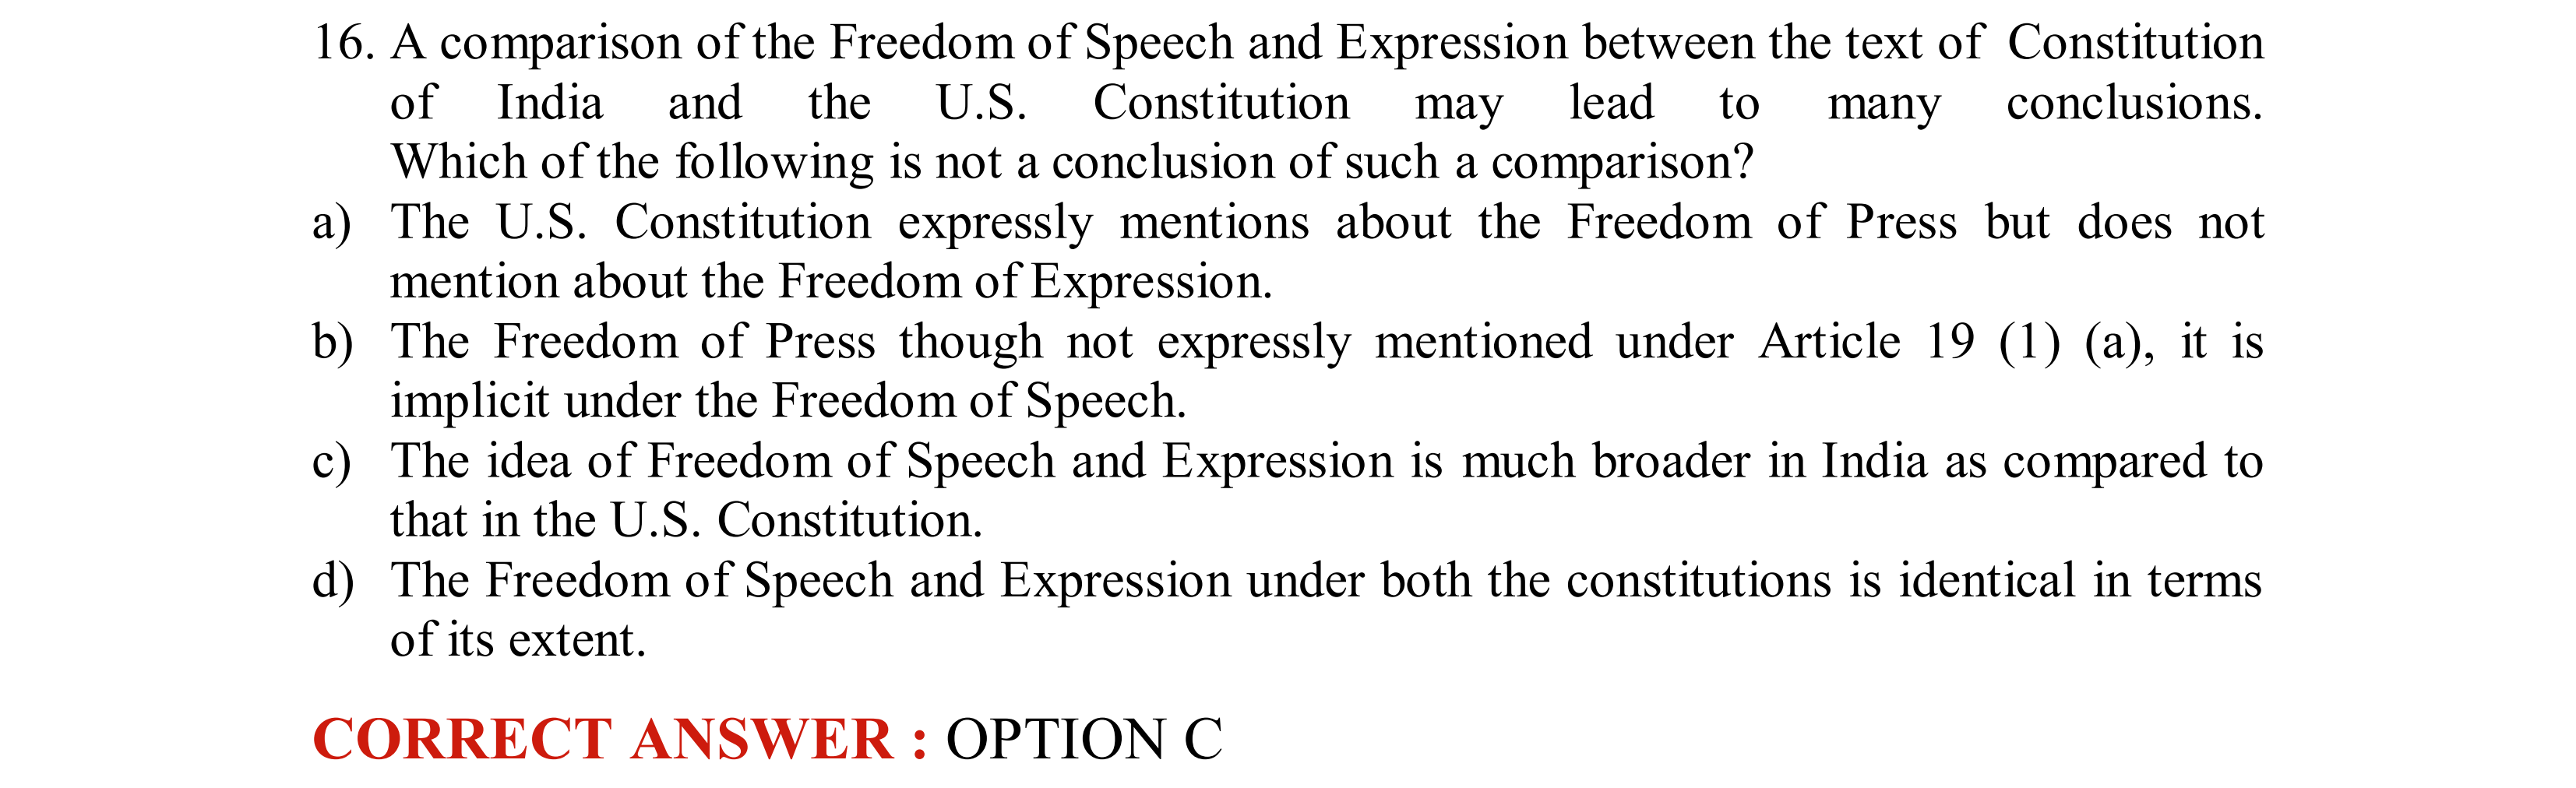 16. A comparison of the Freedom of Speech and Expression between the text of Constitution
of India and the U.S. Constitution may lead to many conclusions.
Which of the following is not a conclusion of such a comparison?
a) The U.S. Constitution expressly mentions about the Freedom of Press but does not
mention about the Freedom of Expression.
b) The Freedom of Press though not expressly mentioned under Article 19 (1) (a), it is
implicit under the Freedom of Speech.
c) The idea of Freedom of Speech and Expression is much broader in India as compared to
that in the U.S. Constitution.
d) The Freedom of Speech and Expression under both the constitutions is identical in terms
of its extent.
CORRECT ANSWER : OPTION C